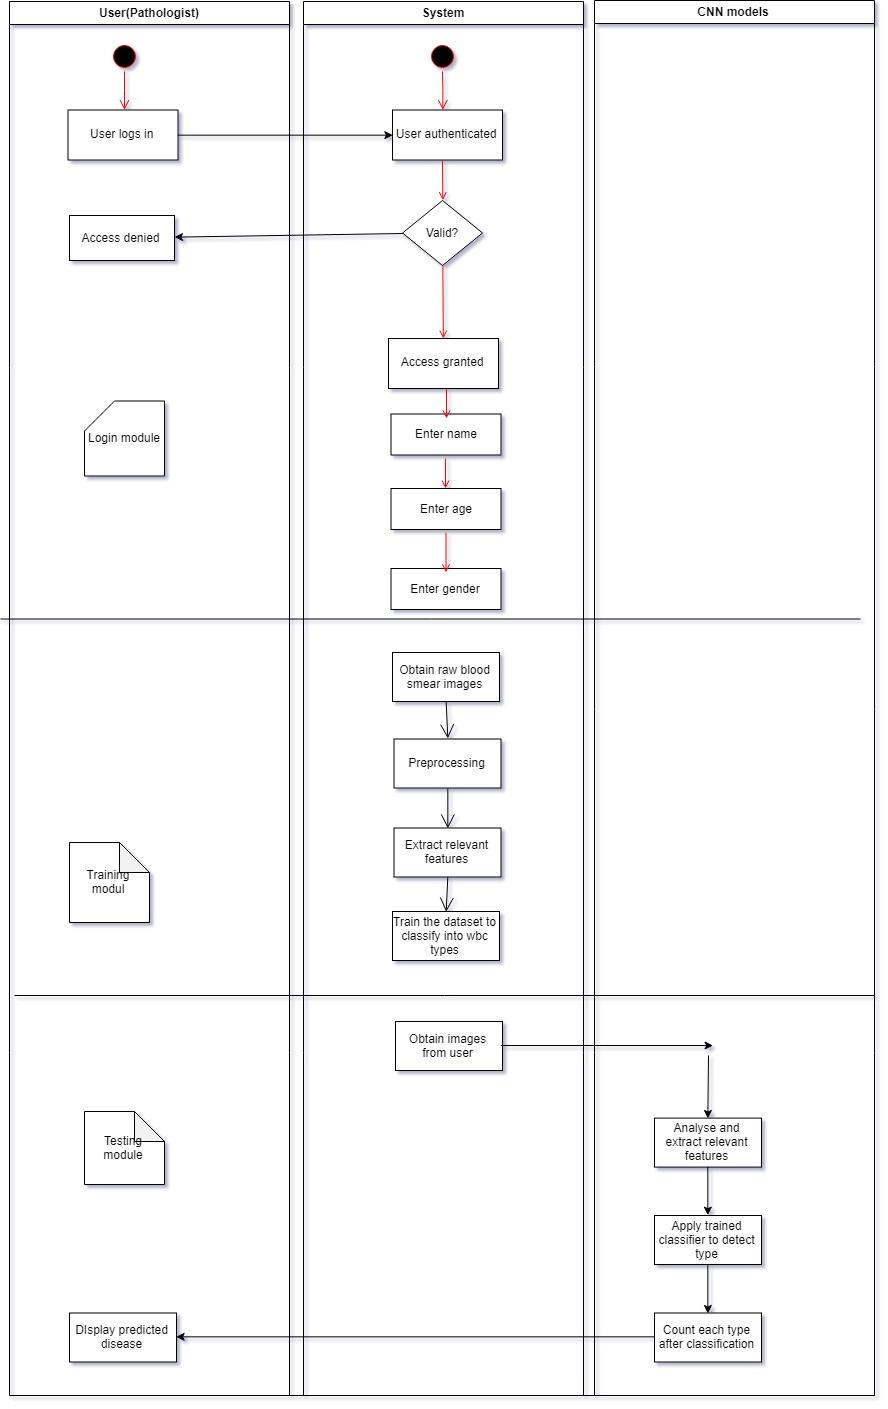 User(Pathologist)
System
CNN models
User logs in
User authenticated
Access denied
Valid?
Access granted
Login module
Enter name
Enter age
Enter gender
Obtain raw blood
smear images
Preprocessing
Extract relevant
features
Training
modul
Train the dataset to
classify into wbc
types
Obtain images
from user
Testing
module
Analyse and
extract relevant
features
Apply trained
classifier to detect
type
DIsplay predicted
disease
Count each type
after classification